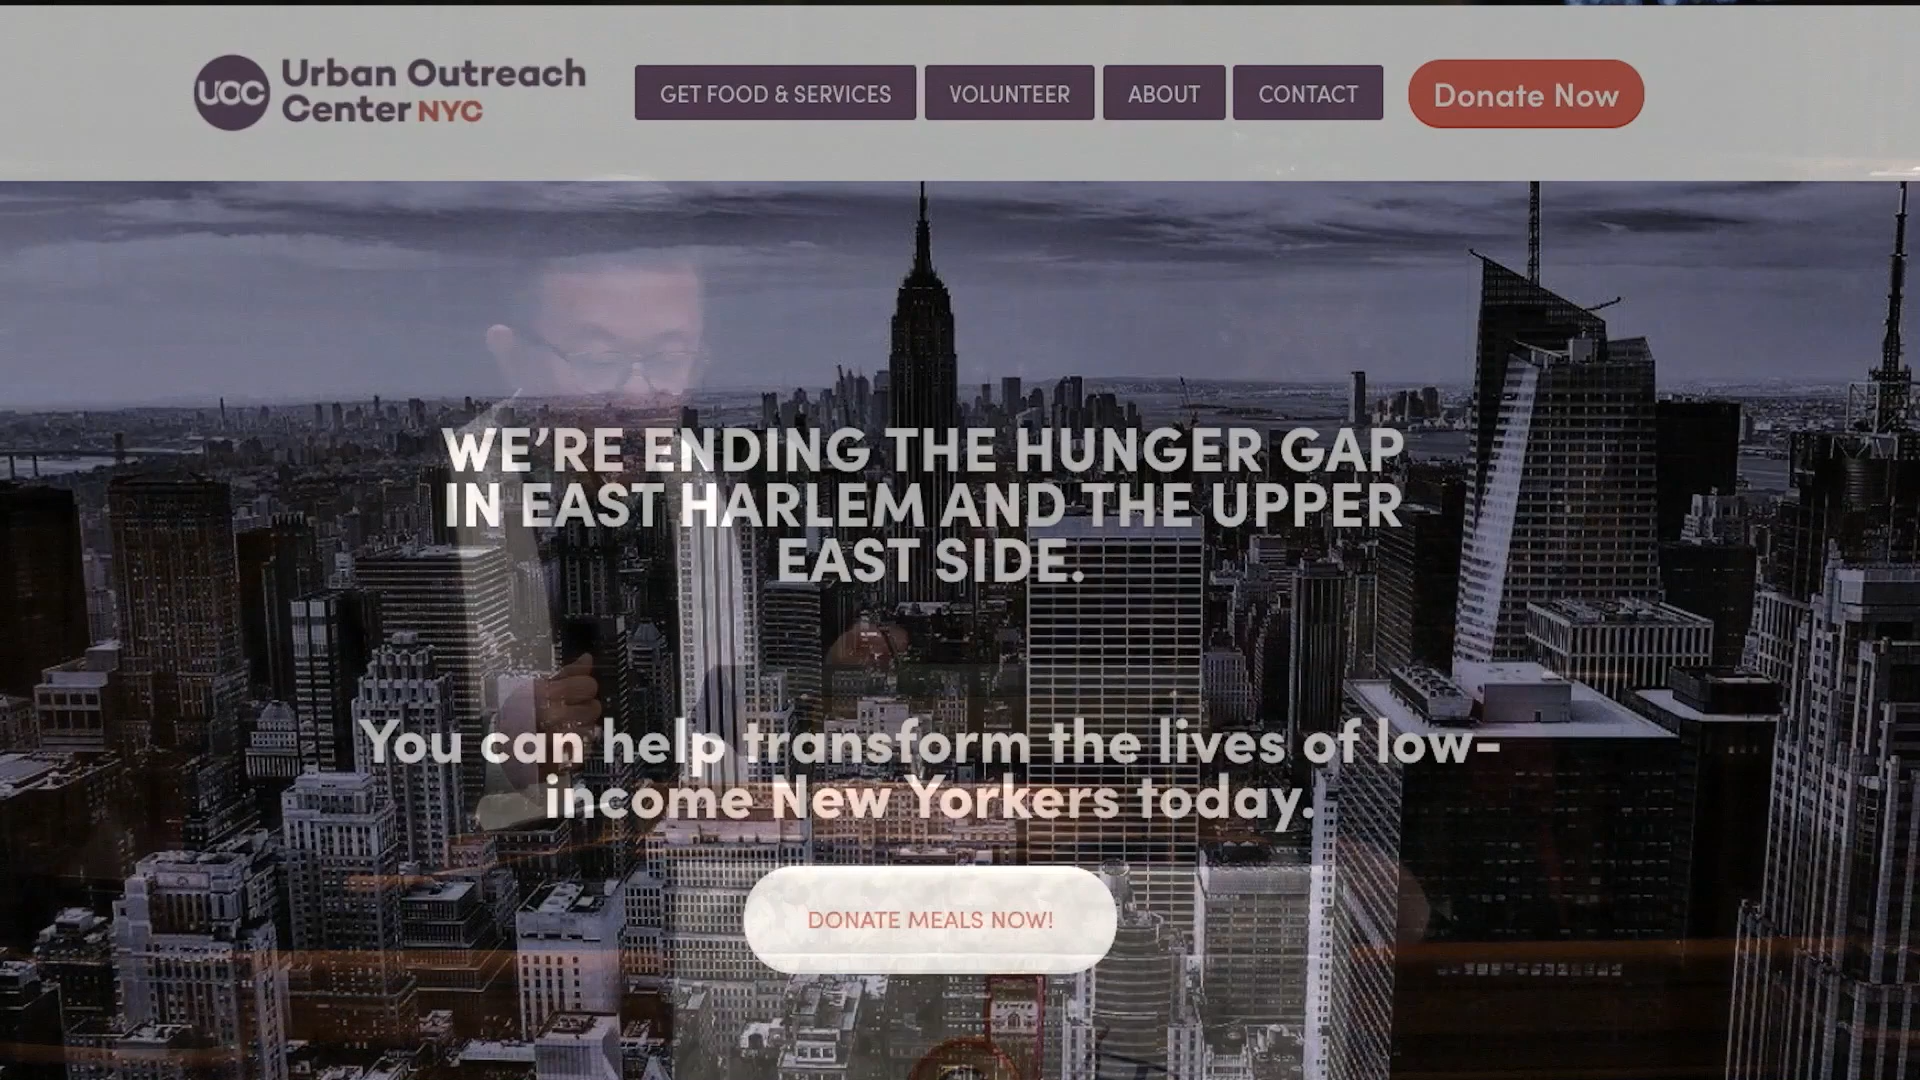 UOC
Urban Outreach
Center NYC
GET FOOD & SERVICES
VOLUNTEER
ABOUT
CONTACT
Donate Now
WE'RE ENDING THE HUNGER GAP
IN EAST HARLEM AND THE UPPER
EAST SIDE.
You can help transform the lives of low-
income New Yorkers today.
DONATE MEALS NOW!